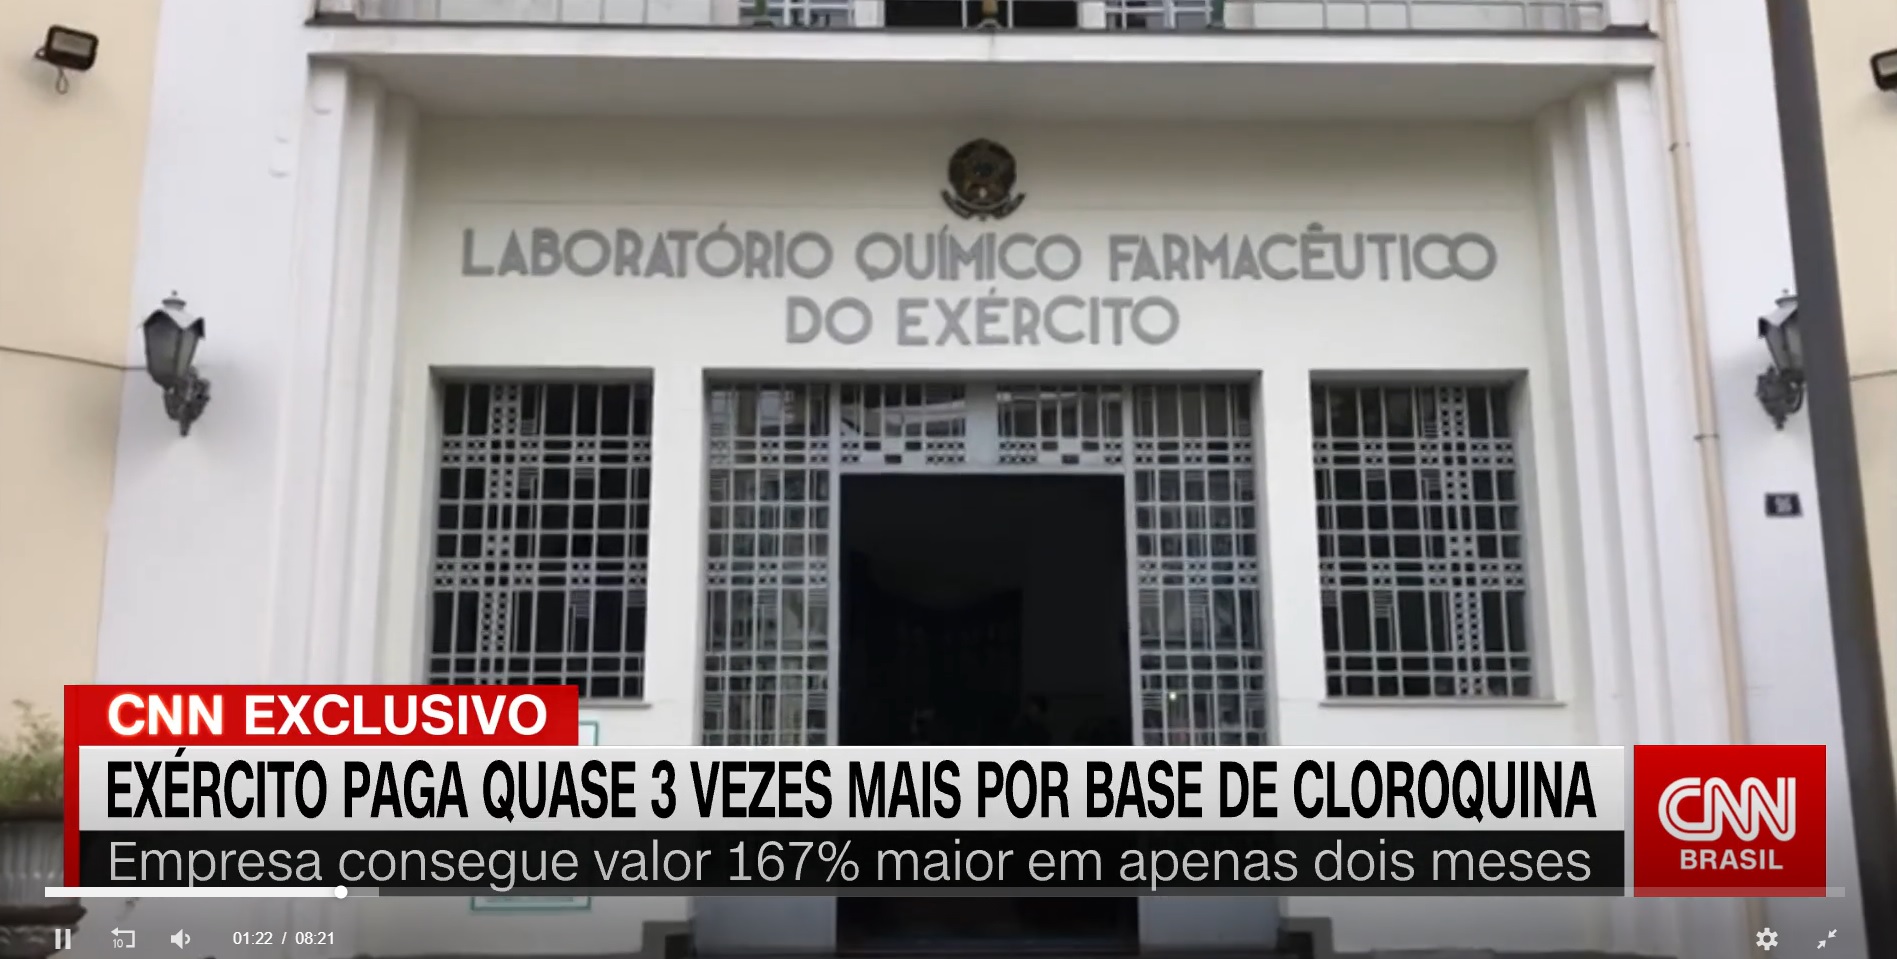 LABORATÓRIO QUÍMICO FARMACÊUTICO
DO EXÉRCITO
CNN EXCLUSIVO
EXÉRCITO PAGA QUASE 3 VEZES MAIS POR BASE DE CLOROQUINA
Empresa consegue valor 167% maior em apenas dois meses
CNN
BRASIL
10
01:22 / 08:21